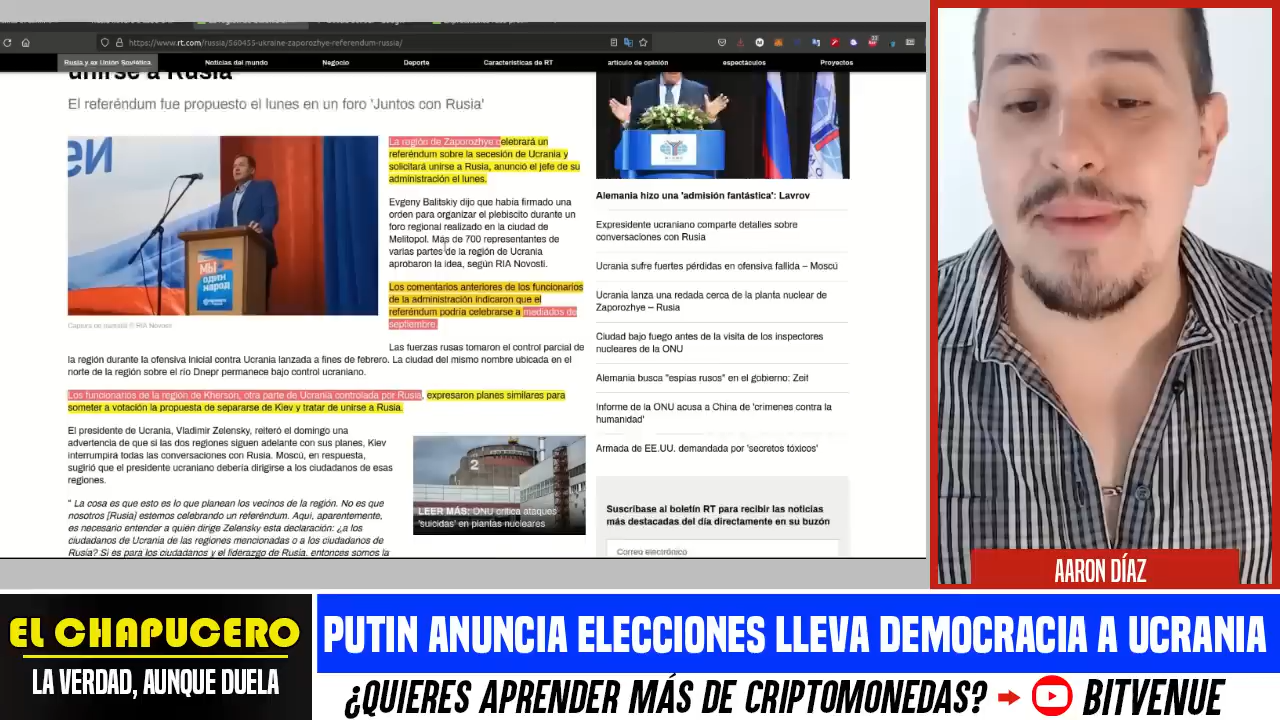 https://www.rt.com/russia/560455-ukraine-zaporozhye-referendum-russia/
Rusia y ex Unión Soviética
Noticias del mundo
Negocio
Deporte
Características de RT
artículo de opinión
espectáculos
Proyectos
unirse a Rusia
El referéndum fue propuesto el lunes en un foro 'Juntos con Rusia'
La región de Zaporozhye celebrará un
referéndum sobre la secesión de Ucrania y
solicitará unirse a Rusia, anunció el jefe de su
administración el lunes.
Evgeny Balitskiy dijo que había firmado una
orden para organizar el plebiscito durante un
foro regional realizado en la ciudad de
Melitopol. Más de 700 representantes de
varias partes de la región de Ucrania
aprobaron la idea, según RIA Novosti.
Los comentarios anteriores de los funcionarios
de la administración indicaron que el
referéndum podría celebrarse a mediados de
septiembre.
МЫ
ОДИН
НАРОД
Captura de pantalla © RIA Novosti
Las fuerzas rusas tomaron el control parcial de
la región durante la ofensiva inicial contra Ucrania lanzada a fines de febrero. La ciudad del mismo nombre ubicada en el
norte de la región sobre el río Dnepr permanece bajo control ucraniano.
Los funcionarios de la región de Kherson, otra parte de Ucrania controlada por Rusia, expresaron planes similares para
someter a votación la propuesta de separarse de Kiev y tratar de unirse a Rusia.
El presidente de Ucrania, Vladimir Zelensky, reiteró el domingo una
advertencia de que si las dos regiones siguen adelante con sus planes, Kiev
interrumpirá todas las conversaciones con Rusia. Moscú, en respuesta,
sugirió que el presidente ucraniano debería dirigirse a los ciudadanos de esas
regiones.
" La cosa es que esto es lo que planean los vecinos de la región. No es que
nosotros [Rusia] estemos celebrando un referéndum. Aquí, aparentemente,
es necesario entender a quién dirige Zelensky esta declaración: ¿a los
ciudadanos de Ucrania de las regiones mencionadas o a los ciudadanos de
Rusia? Si es para los ciudadanos y el liderazgo de Rusia, entonces somos la
2
LEER MÁS: ONU critica ataques
'suicidas' en plantas nucleares
Alemania hizo una 'admisión fantástica': Lavrov
Expresidente ucraniano comparte detalles sobre
conversaciones con Rusia
Ucrania sufre fuertes pérdidas en ofensiva fallida – Moscú
Ucrania lanza una redada cerca de la planta nuclear de
Zaporozhye – Rusia
Ciudad bajo fuego antes de la visita de los inspectores
nucleares de la ONU
Alemania busca "espías rusos" en el gobierno: Zeit
Informe de la ONU acusa a China de 'crímenes contra la
humanidad'
Armada de EE.UU. demandada por 'secretos tóxicos'
Suscríbase al boletín RT para recibir las noticias
más destacadas del día directamente en su buzón
Correo electrónico
AARON DÍAZ
EL CHAPUCERO
LA VERDAD, AUNQUE DUELA
PUTIN ANUNCIA ELECCIONES LLEVA DEMOCRACIA A UCRANIA
¿QUIERES APRENDER MÁS DE CRIPTOMONEDAS? → BITVENUE